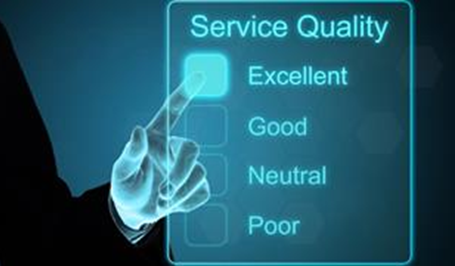 Service Quality
Excellent
Good
Neutral
Poor